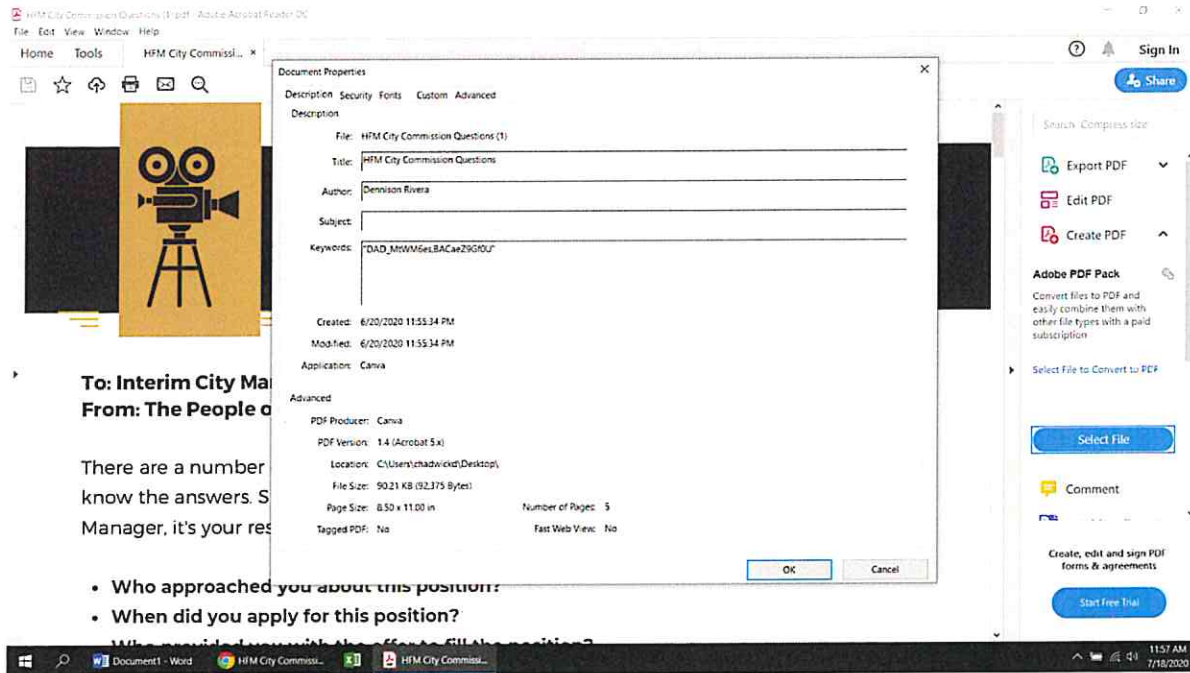 HFM City Commission Questions (1).pdf - Adobe Acrobat Reader DC
File Edit View Window Help
Home Tools HFM City Commissi... ×
Sign In
Share
Document Properties
Description Security Fonts Custom Advanced
Description
File: HFM City Commission Questions (1)
Title: HFM City Commission Questions
Author: Dennison Rivera
Subject:
Keywords:
Created: 6/20/2020 11:55:34 PM
Modified: 6/20/2020 11:55:34 PM
Application: Canva
Advanced
PDF Producer: Canva
PDF Version: 1.4 (Acrobat 5.x)
Location: C:\Users\chadwickd\Desktop\
File Size: 90.21 KB (92,375 Bytes)
Page Size: 8.50 x 11.00 in Number of Pages: 5
Tagged PDF: No Fast Web View: No
OK Cancel
To: Interim City Ma
From: The People o
There are a number
know the answers. S
Manager, it's your res
• Who approached you about this position?
• When did you apply for this position?
• Who provided you with the offer to fill the position?
Search 'Compress size'
Export PDF
Edit PDF
Create PDF
Adobe PDF Pack
Convert files to PDF and
easily combine them with
other file types with a paid
subscription
Select File to Convert to PDF
Select File
Comment
Create, edit and sign PDF
forms & agreements
Start Free Trial
Document1 - Word
HFM City Commissi...
HFM City Commissi...
11:57 AM
7/18/2020